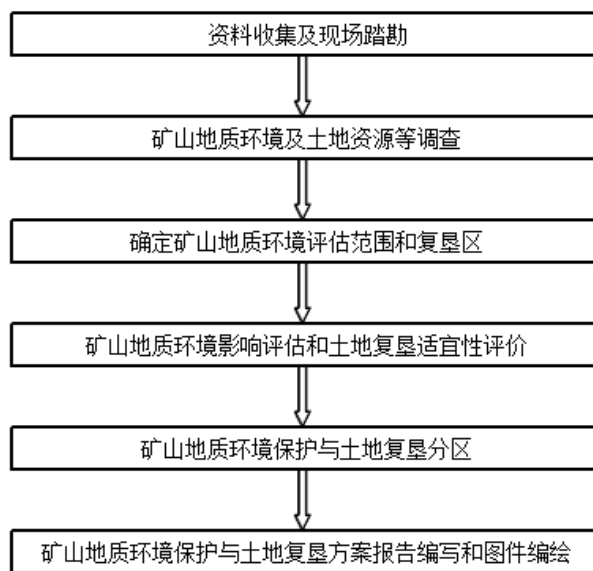 资料收集及现场踏勘
矿山地质环境及土地资源等调查
确定矿山地质环境评估范围和复垦区
矿山地质环境影响评估和土地复垦适宜性评价
矿山地质环境保护与土地复垦分区
矿山地质环境保护与土地复垦方案报告编写和图件编绘